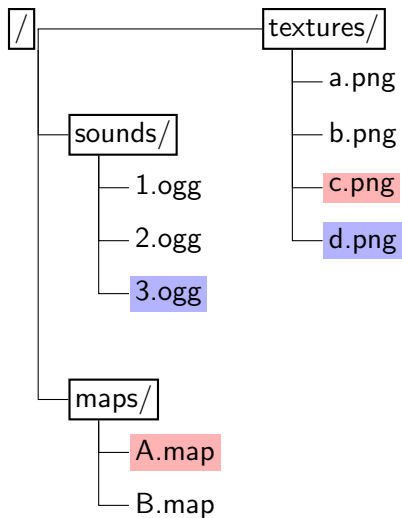 /
textures/
a.png
b.png
c.png
d.png
sounds/
1.ogg
2.ogg
3.ogg
maps/
A.map
B.map